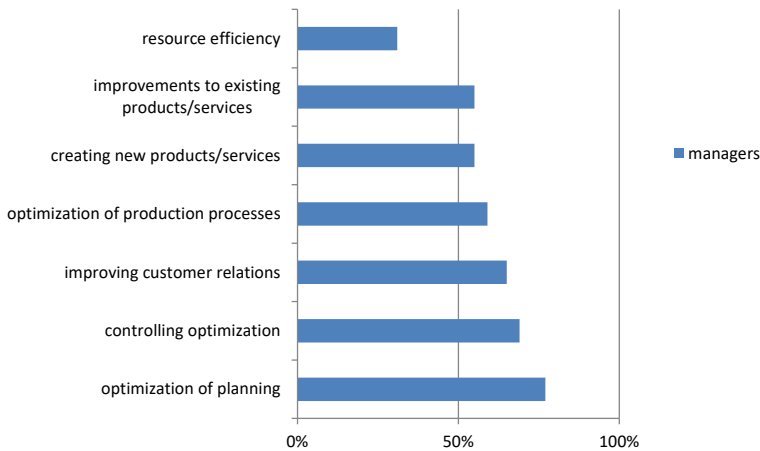 resource efficiency
improvements to existing
products/services
creating new products/services
managers
optimization of production processes
improving customer relations
controlling optimization
optimization of planning
0%
50%
100%